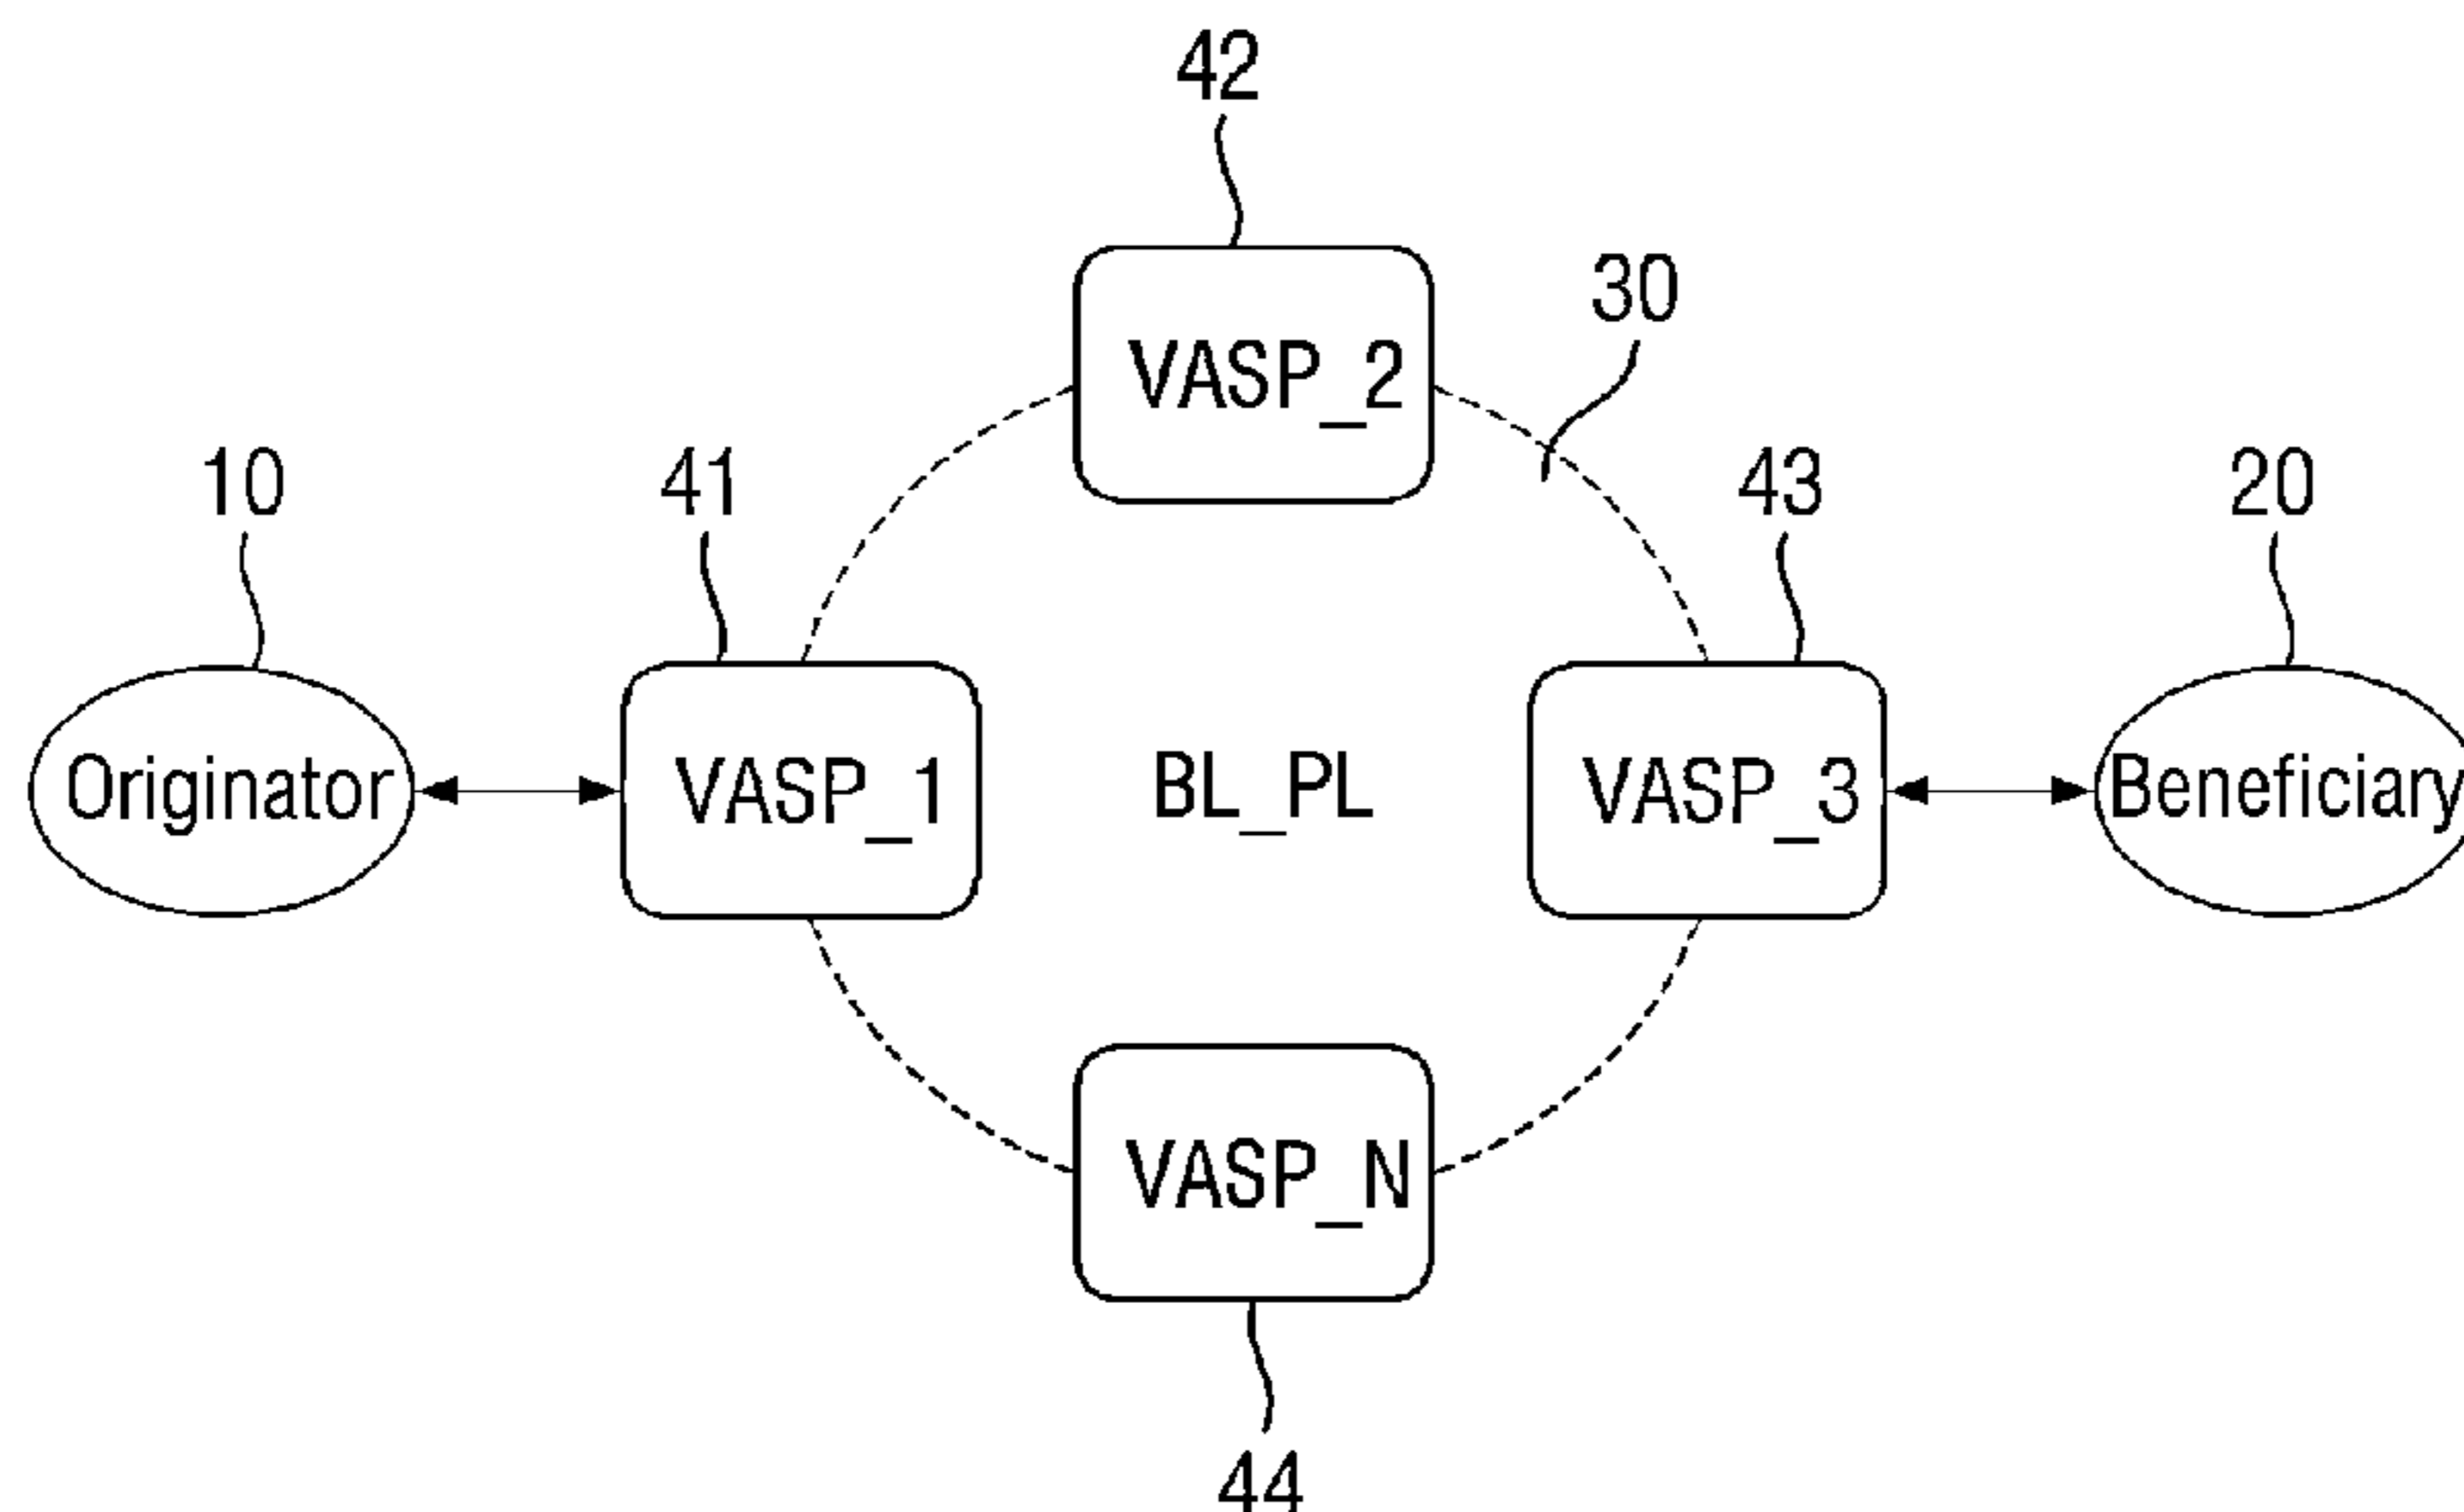 42
30
10
41
43
20
VASP_2
Originator
VASP_1
BL_PL
VASP_3
Beneficiary
VASP_N
44